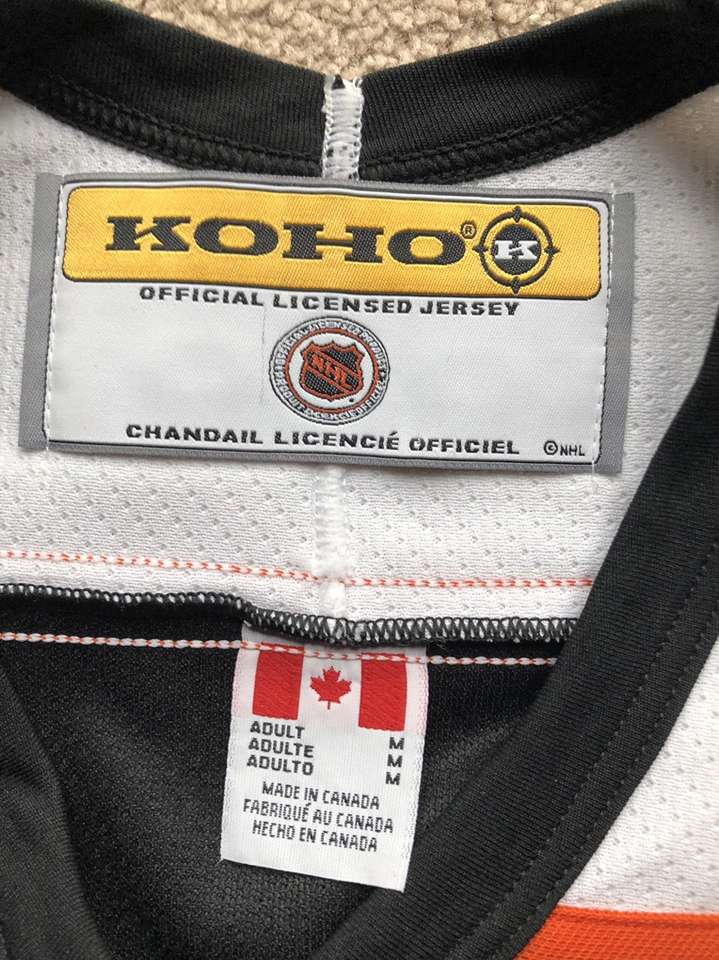 KOHO® K
OFFICIAL LICENSED JERSEY
NHL
CHANDAIL LICENCIÉ OFFICIEL ©NHL
ADULT M
ADULTE M
ADULTO M
MADE IN CANADA
FABRIQUÉ AU CANADA
HECHO EN CANADA